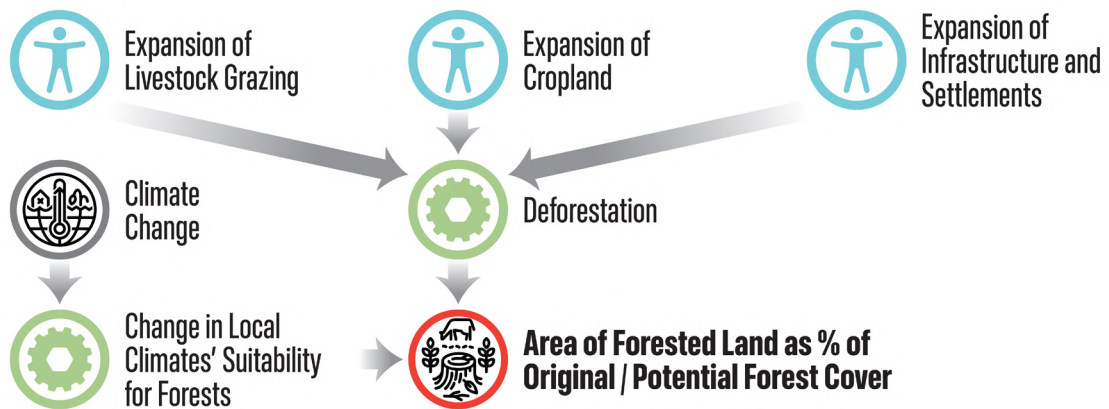 Expansion of
Livestock Grazing
Expansion of
Cropland
Expansion of
Infrastructure and
Settlements
Climate
Change
Deforestation
Change in Local
Climates' Suitability
for Forests
Area of Forested Land as % of
Original / Potential Forest Cover